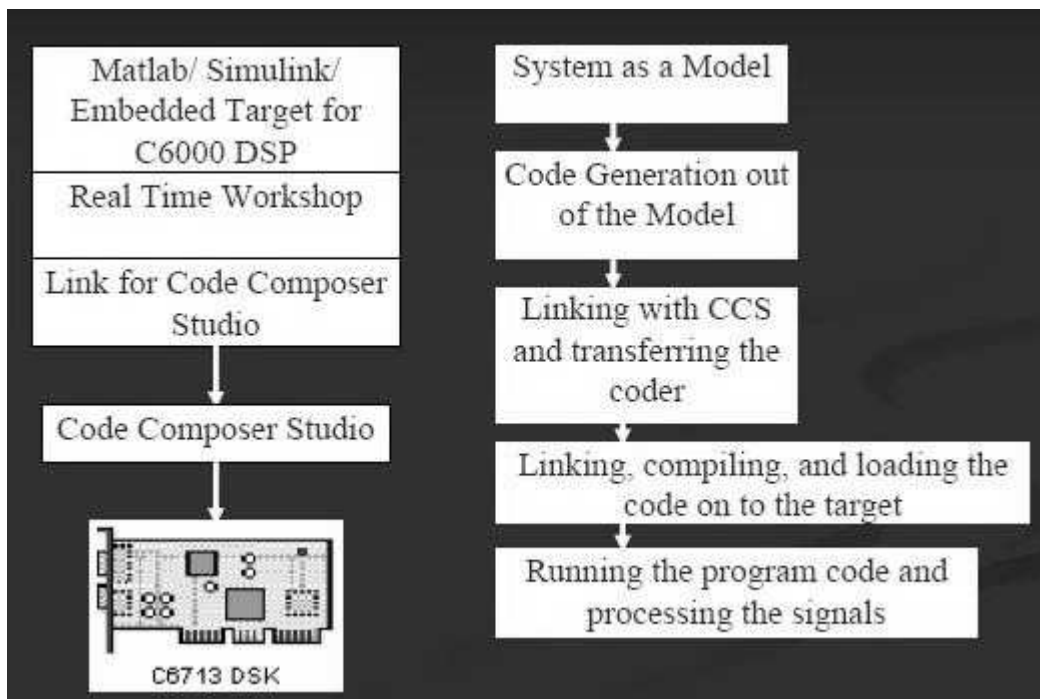 Matlab/ Simulink/
Embedded Target for
C6000 DSP
Real Time Workshop
Link for Code Composer
Studio
Code Composer Studio
C6713 DSK
System as a Model
Code Generation out
of the Model
Linking with CCS
and transferring the
coder
Linking, compiling, and loading the
code on to the target
Running the program code and
processing the signals